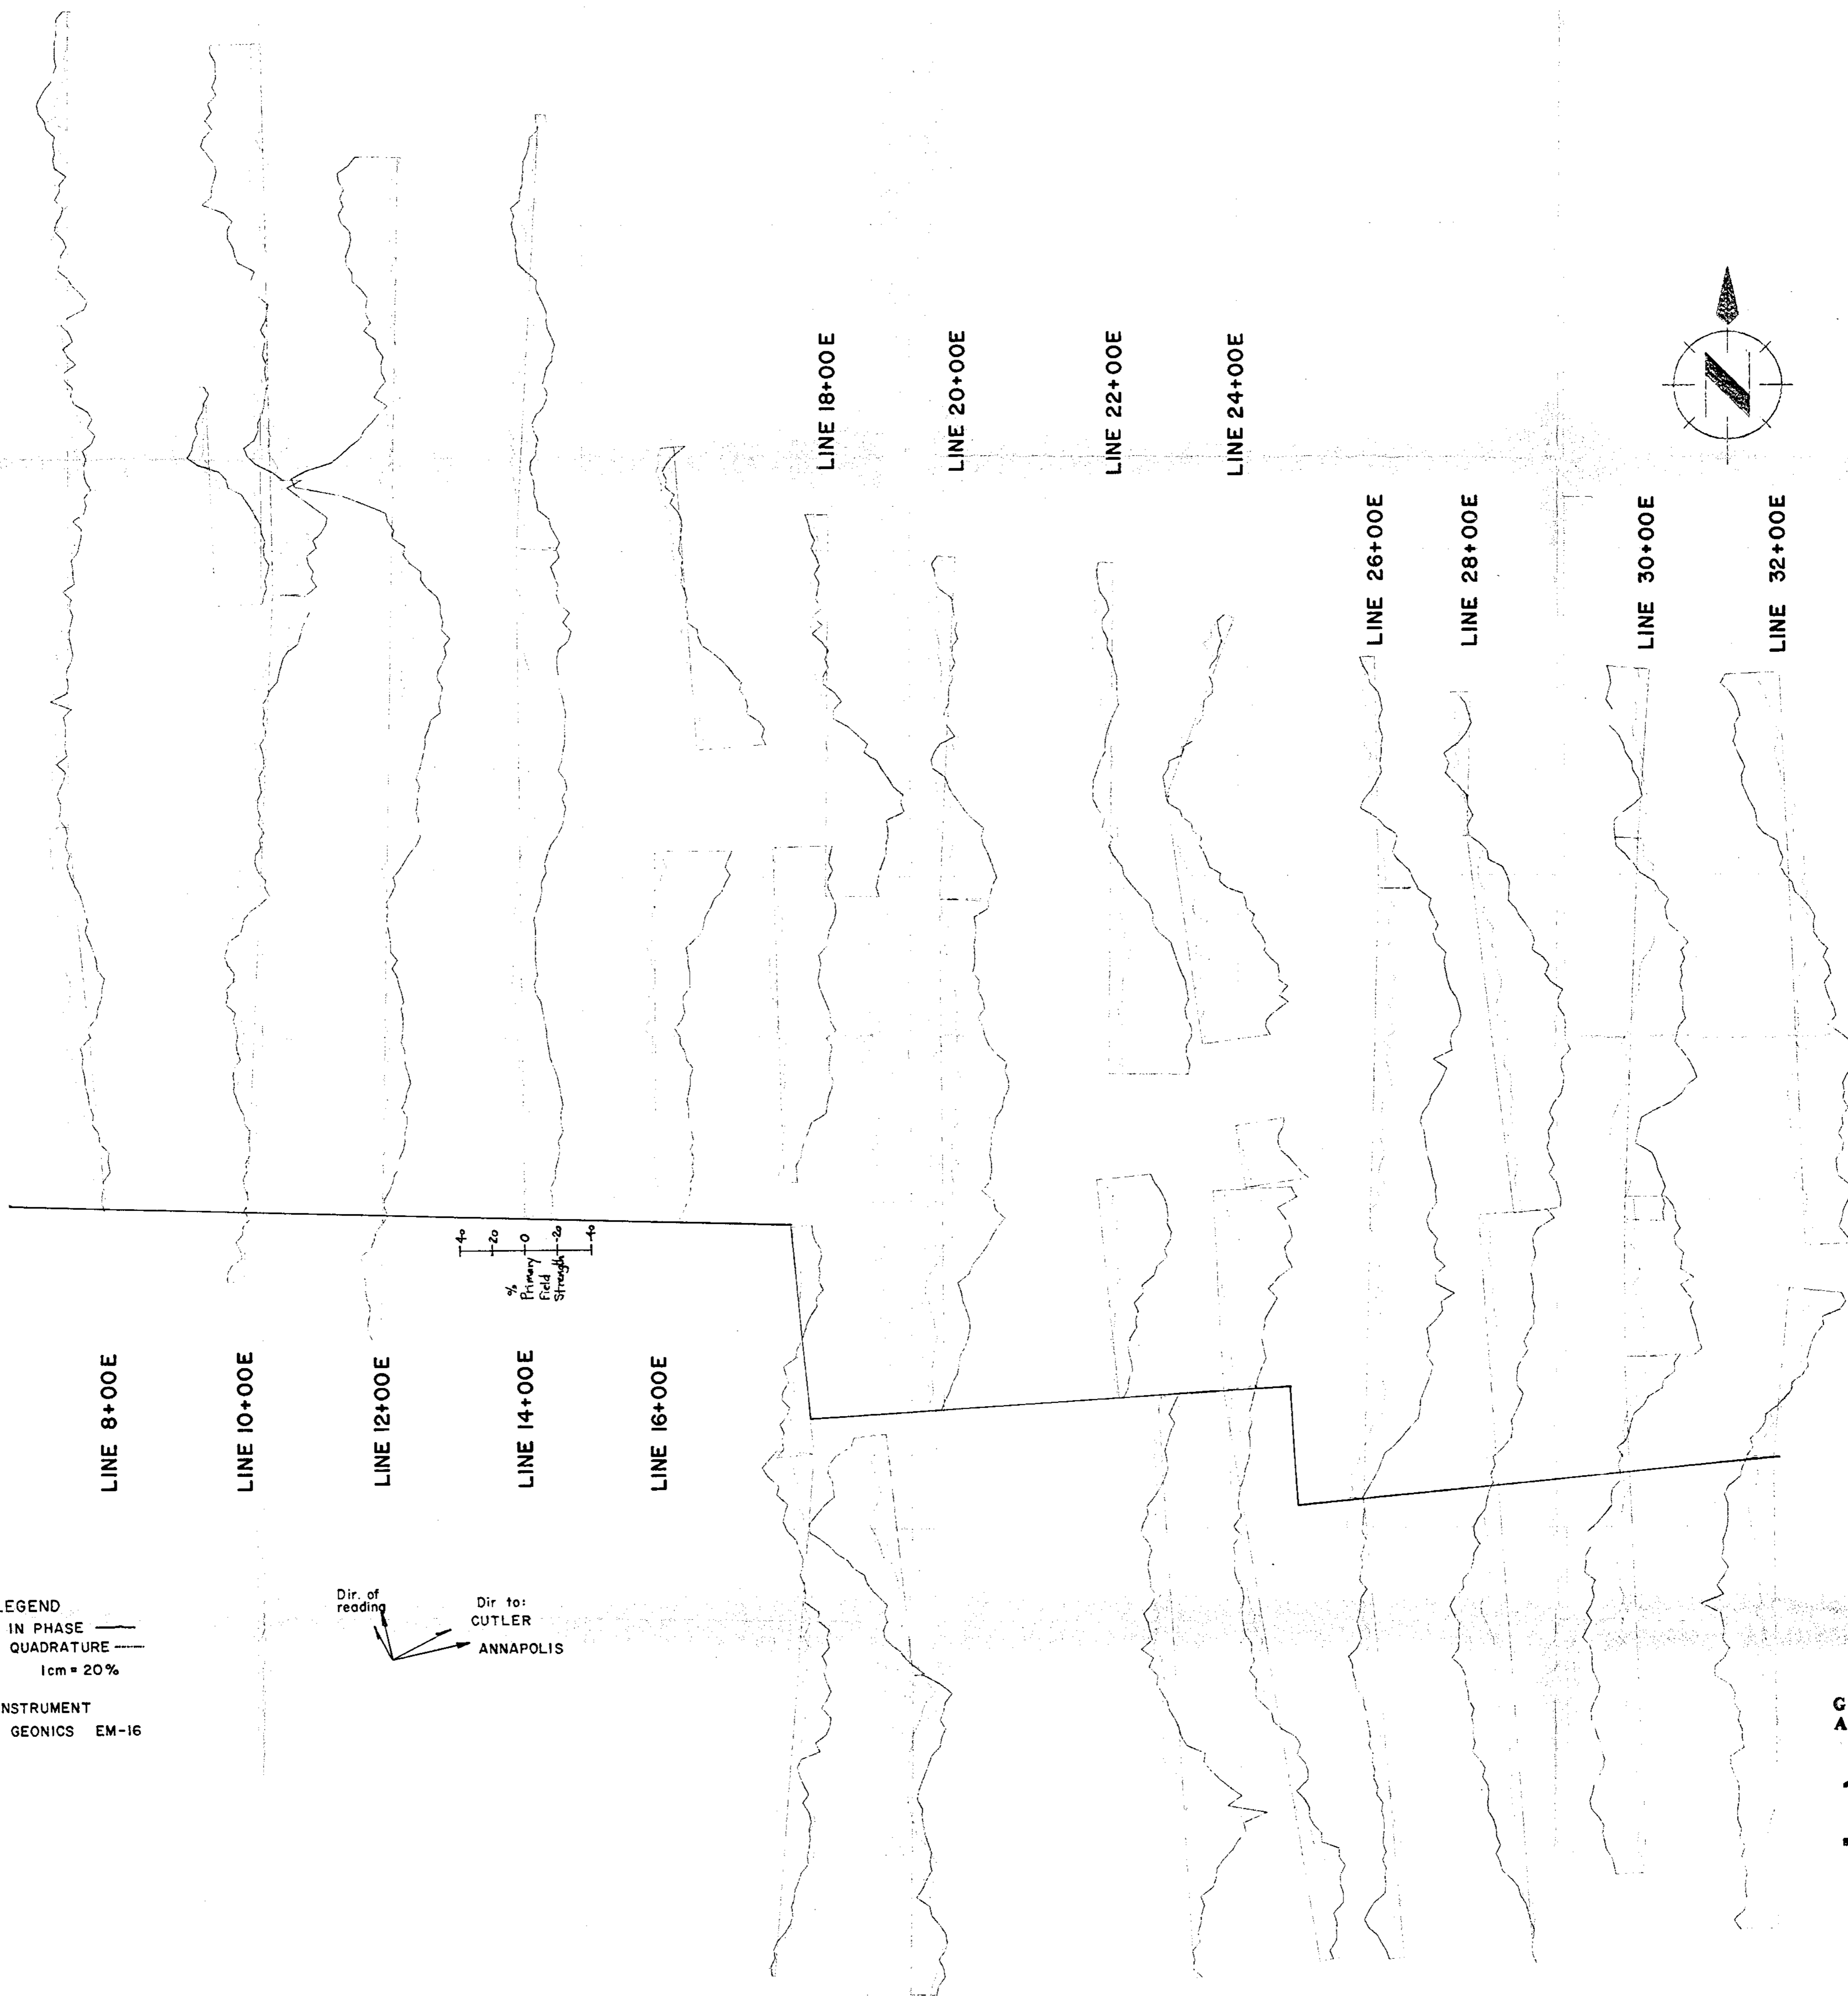 LINE 18+00E
LINE 20+00E
LINE 22+00E
LINE 24+00E
LINE 26+00E
LINE 28+00E
LINE 30+00E
LINE 32+00E
-40
-20
0
-20
-40
% Primary Field Strength
LINE 8+00E
LINE 10+00E
LINE 12+00E
LINE 14+00E
LINE 16+00E
LEGEND
IN PHASE
QUADRATURE
1cm = 20%
Dir. of
reading
Dir to:
CUTLER
ANNAPOLIS
NSTRUMENT
GEONICS EM-16
G
A